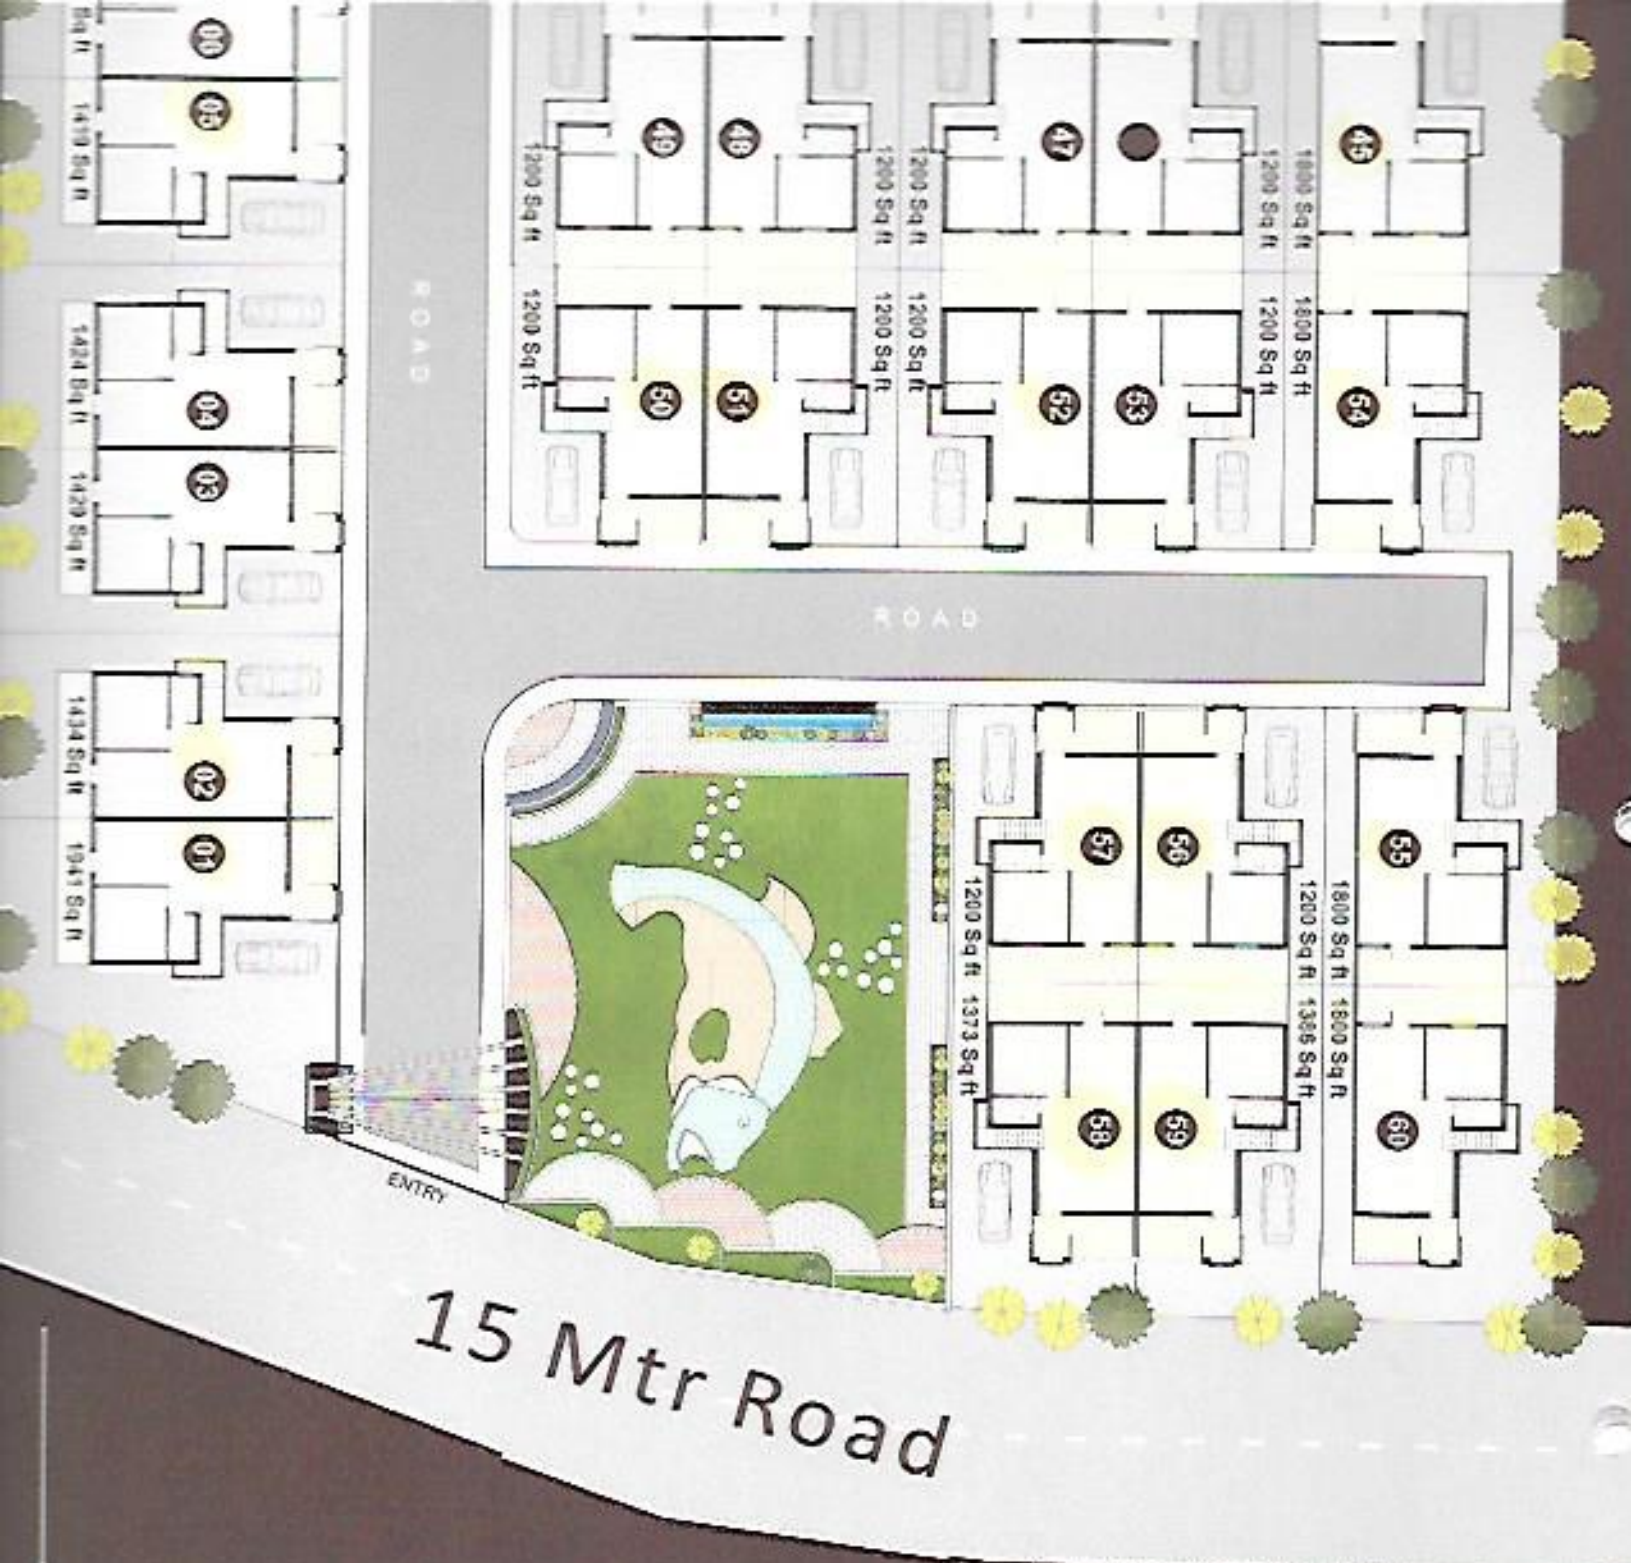 06
Sq ft
05
1419 Sq ft
04
1424 Sq ft
03
1429 Sq ft
02
1434 Sq ft
01
1941 Sq ft
ROAD
49
48
47
45
1200 Sq ft
1200 Sq ft
1200 Sq ft
1200 Sq ft
1800 Sq ft
1200 Sq ft
1200 Sq ft
1200 Sq ft
1200 Sq ft
1800 Sq ft
50
51
52
53
54
ROAD
57
56
55
1200 Sq ft
1200 Sq ft
1800 Sq ft
1373 Sq ft
1386 Sq ft
1800 Sq ft
58
59
60
ENTRY
15 Mtr Road